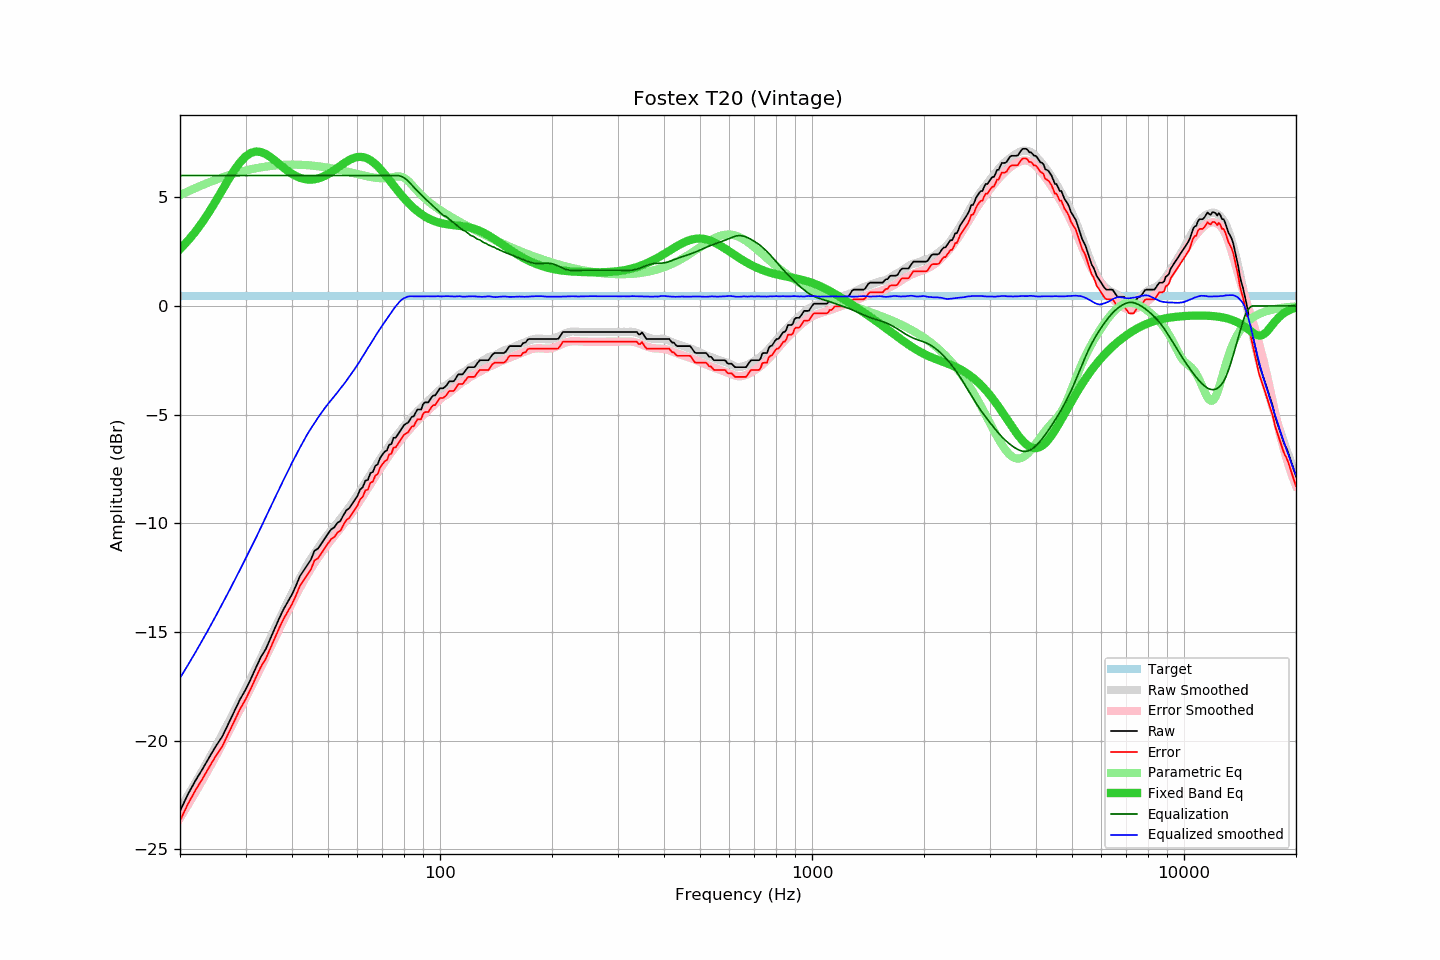 Fostex T20 (Vintage)
5
0
−5
−10
−15
−20
−25
Amplitude (dBr)
100
1000
10000
Frequency (Hz)
Target
Raw Smoothed
Error Smoothed
Raw
Error
Parametric Eq
Fixed Band Eq
Equalization
Equalized smoothed